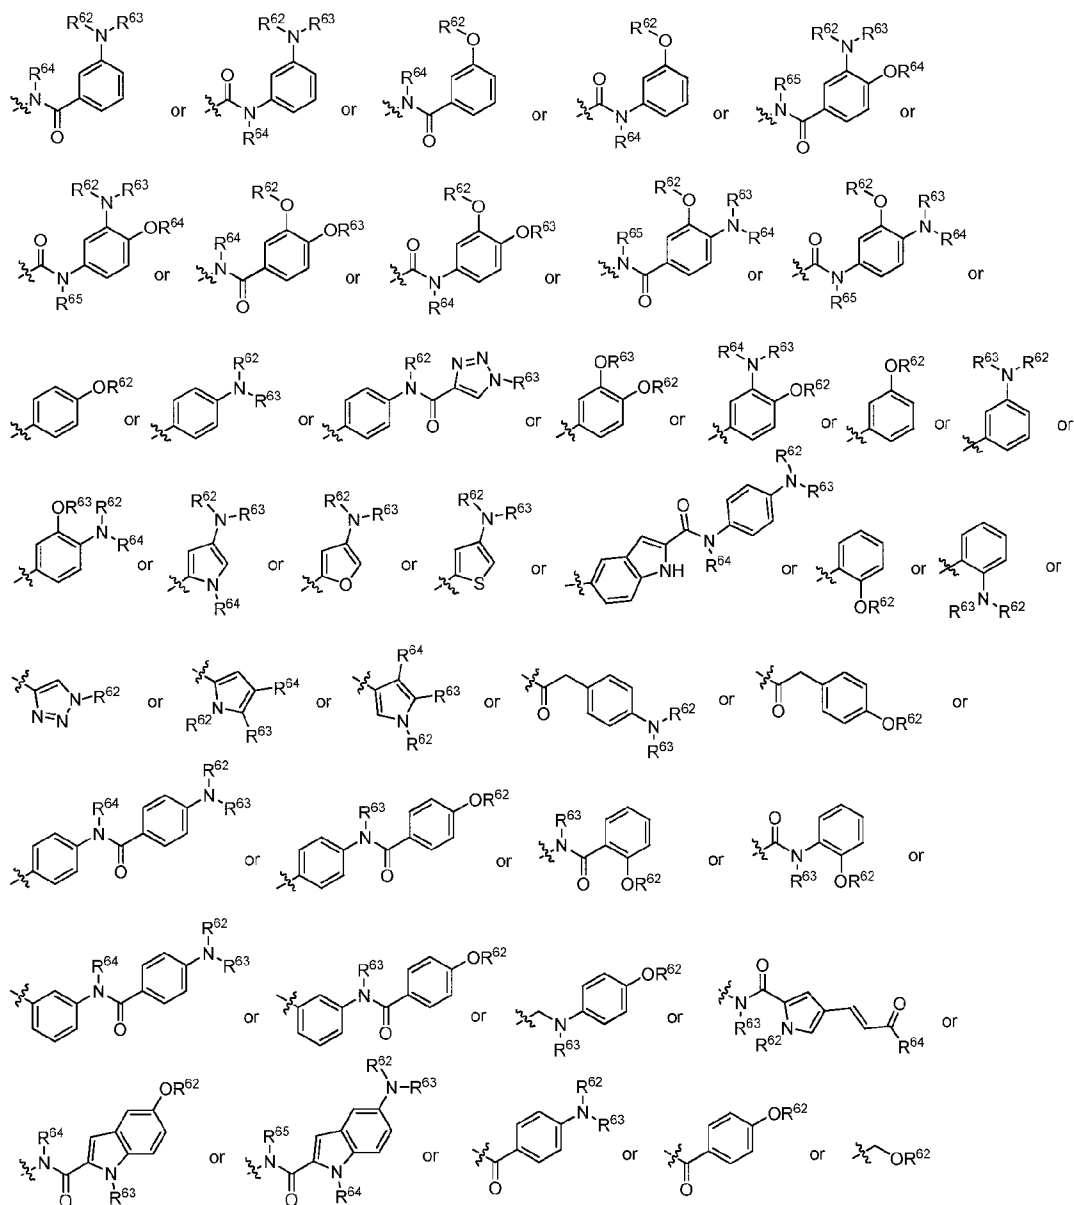 R62 R63 R62 R63 R62 R62 R62 R63
N N O O N
R64 O R64 O R65 OR64
N N N N N
O or R64 or O or R64 or O or
R62 R63 R62 R62 R62 R63 R62 R63
N O O O N O N
OR64 R64 OR63 OR63 R65 R64 R64
O N O N O
N or O or N or O or N or
R65 R64 R65
R62 R62 N N R64 R63 OR62 R63 R62
OR62 N N N R63 OR63 OR62 N OR62 N
R63 O
or or or or or or or
R62 R62 R62 R62
OR63 R62 N R63 N R63 N R63 O N R63
N R64 N
or N or O or S or NH R64 or or or
R64 OR62 N
R63 R62
R64
N R62 R64 R63 O R62 O
N N R62 N N N OR62
or R63 or R62 or R63 or or
R62
R64 N R63 R63 OR62 R63 O
N N N N
O or O or O OR62 or R63 OR62 or
R62
R64 N R63 R63 OR62 OR62 O O
N N N N N
O or O or R63 or R63 R62 R64 or
OR62 R62 R63 R62
N N R63 OR62
R64 R65
N N N N OR62
O R63 or O R64 or O or O or